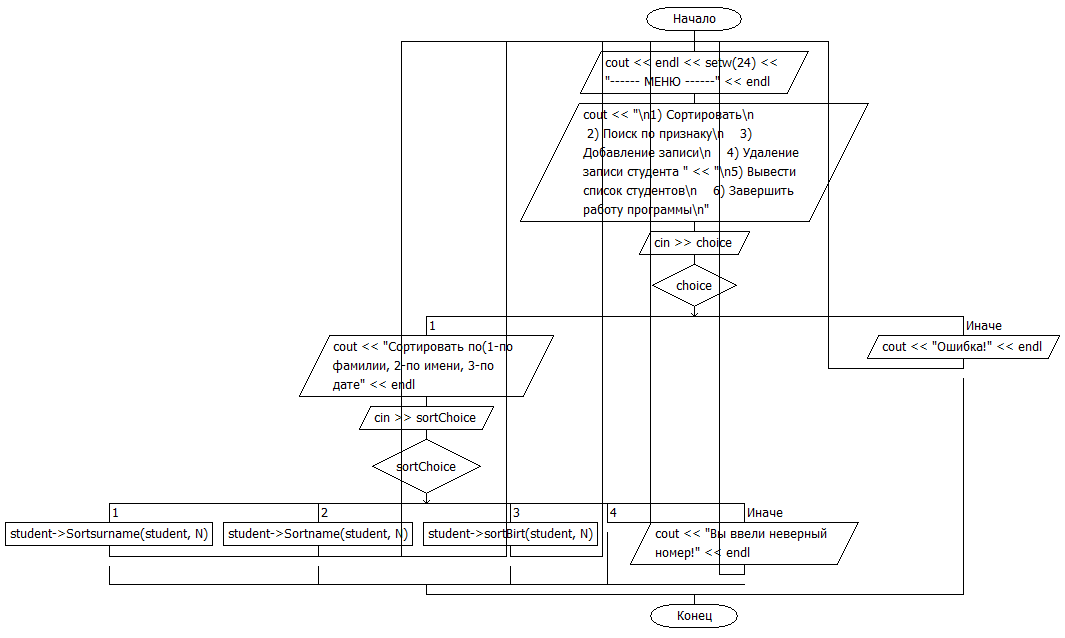 Начало
cout << endl << setw(24) <<
"------ МЕНЮ ------" << endl
cout << "\n1) Сортировать\n
2) Поиск по признаку\n 3)
Добавление записи\n 4) Удаление
записи студента " << "\n5) Вывести
список студентов\n 6) Завершить
работу программы\n"
cin >> choice
choice
1
Иначе
cout << "Сортировать по(1-по
фамилии, 2-по имени, 3-по
дате" << endl
cout << "Ошибка!" << endl
cin >> sortChoice
sortChoice
1
2
3
4
Иначе
student->Sortsurname(student, N)
student->Sortname(student, N)
student->sortBirt(student, N)
cout << "Вы ввели неверный
номер!" << endl
Конец